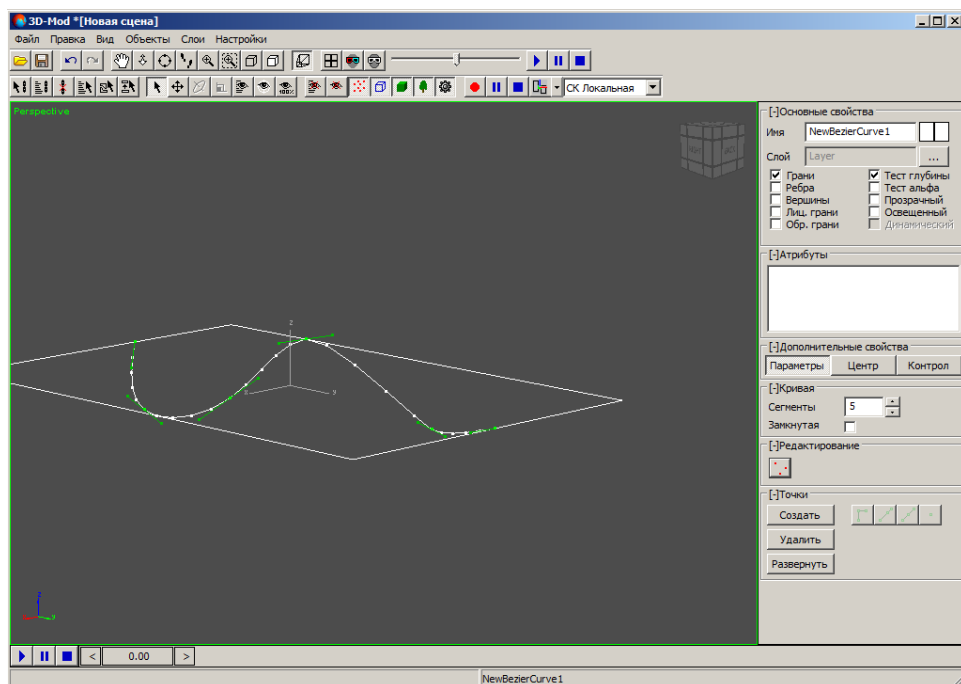 3D-Mod *[Новая сцена]
Файл Правка Вид Объекты Слои Настройки
100%
СК Локальная
Perspective
z
x
y
z
y
[-]Основные свойства
Имя NewBezierCurve1
Слой Layer ...
Грани Тест глубины
Ребра Тест альфа
Вершины Прозрачный
Лиц. грани Освещенный
Обр. грани Динамический
[-]Атрибуты
[-]Дополнительные свойства
Параметры Центр Контрол
[-]Кривая
Сегменты 5
Замкнутая
[-]Редактирование
[-]Точки
Создать
Удалить
Развернуть
< 0.00 >
NewBezierCurve1